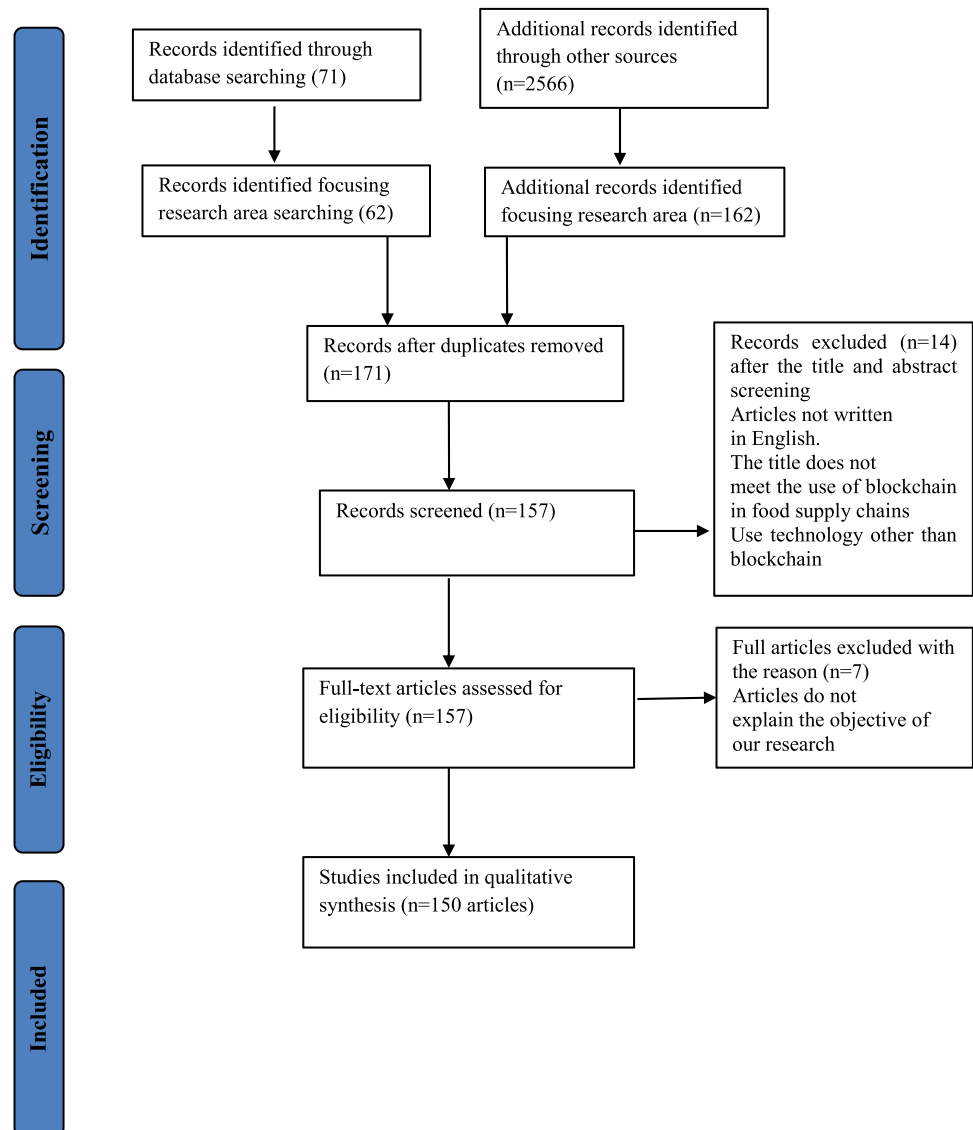 Identification
Records identified through
database searching (71)
Additional records identified
through other sources
(n=2566)
Records identified focusing
research area searching (62)
Additional records identified
focusing research area (n=162)
Records after duplicates removed
(n=171)
Screening
Records screened (n=157)
Records excluded (n=14)
after the title and abstract
screening
Articles not written
in English.
The title does not
meet the use of blockchain
in food supply chains
Use technology other than
blockchain
Eligibility
Full-text articles assessed for
eligibility (n=157)
Full articles excluded with
the reason (n=7)
Articles do not
explain the objective of
our research
Included
Studies included in qualitative
synthesis (n=150 articles)